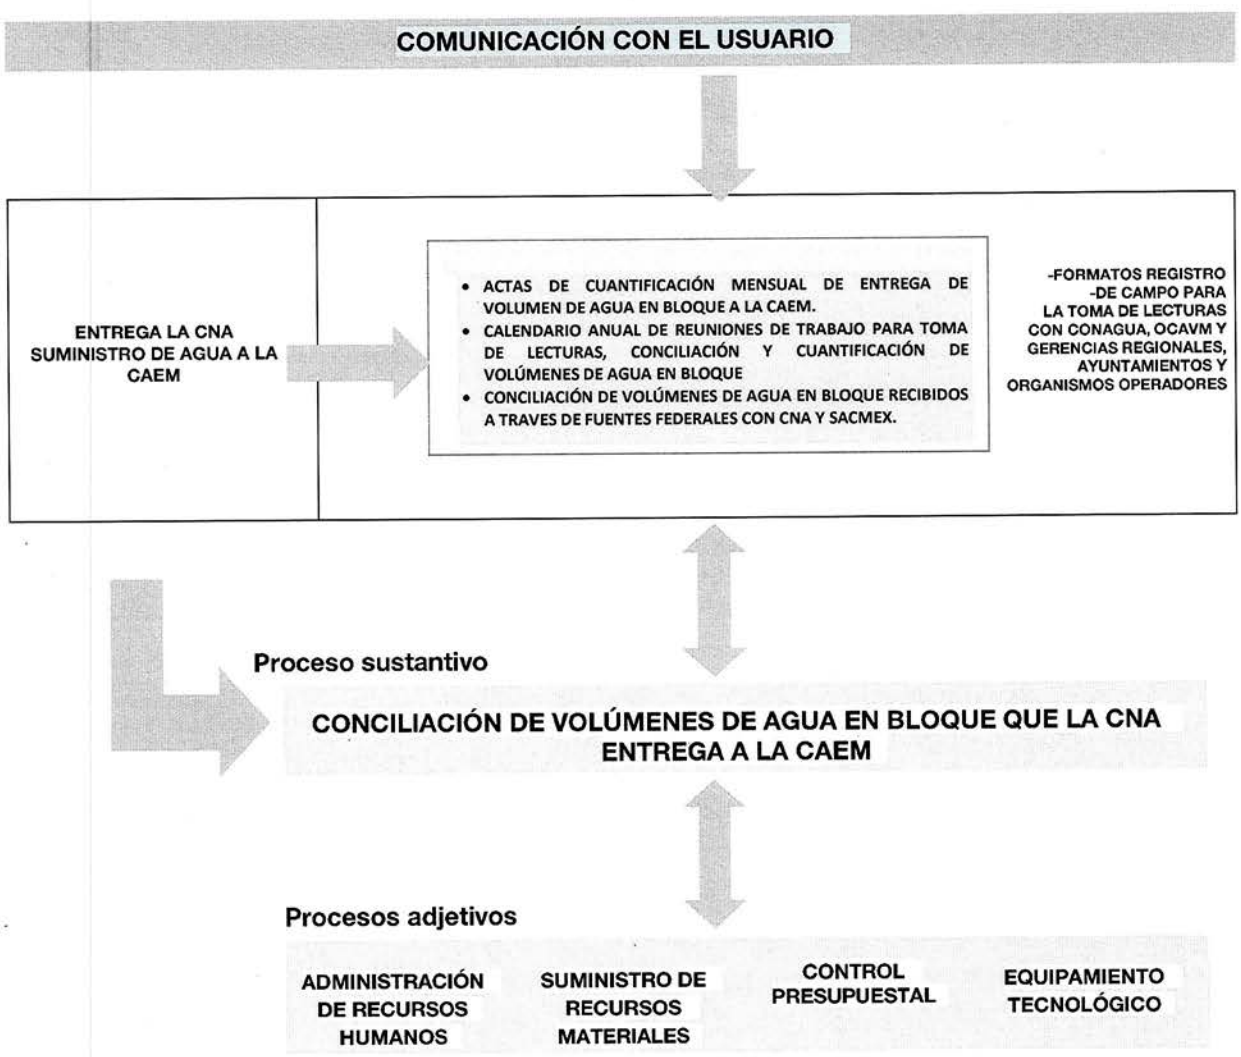 COMUNICACIÓN CON EL USUARIO
ENTREGA LA CNA
SUMINISTRO DE AGUA A LA
CAEM
• ACTAS DE CUANTIFICACIÓN MENSUAL DE ENTREGA DE
VOLUMEN DE AGUA EN BLOQUE A LA CAEM.
• CALENDARIO ANUAL DE REUNIONES DE TRABAJO PARA TOMA
DE LECTURAS, CONCILIACIÓN Y CUANTIFICACIÓN DE
VOLÚMENES DE AGUA EN BLOQUE
• CONCILIACIÓN DE VOLÚMENES DE AGUA EN BLOQUE RECIBIDOS
A TRAVES DE FUENTES FEDERALES CON CNA Y SACMEX.
-FORMATOS REGISTRO
-DE CAMPO PARA
LA TOMA DE LECTURAS
CON CONAGUA, OCAVM Y
GERENCIAS REGIONALES,
AYUNTAMIENTOS Y
ORGANISMOS OPERADORES
Proceso sustantivo
CONCILIACIÓN DE VOLÚMENES DE AGUA EN BLOQUE QUE LA CNA
ENTREGA A LA CAEM
Procesos adjetivos
ADMINISTRACIÓN
DE RECURSOS
HUMANOS
SUMINISTRO DE
RECURSOS
MATERIALES
CONTROL
PRESUPUESTAL
EQUIPAMIENTO
TECNOLÓGICO